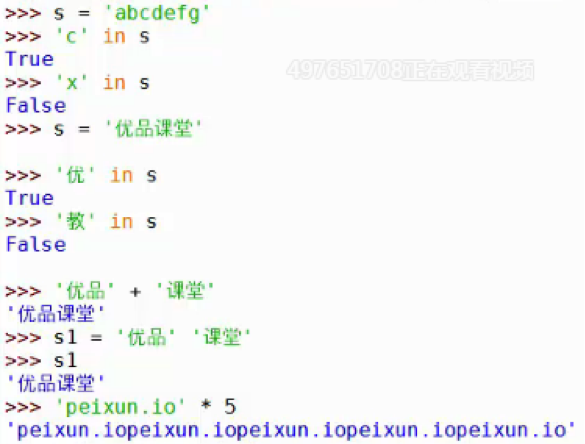 >>> s = 'abcdefg'
>>> 'c' in s
True
497651708正在观看视频
>>> 'x' in s
False
>>> s = '优品课堂'
>>> '优' in s
True
>>> '教' in s
False
>>> '优品' + '课堂'
'优品课堂'
>>> s1 = '优品' '课堂'
>>> s1
'优品课堂'
>>> 'peixun.io' * 5
'peixun.iopeixun.iopeixun.iopeixun.iopeixun.io'